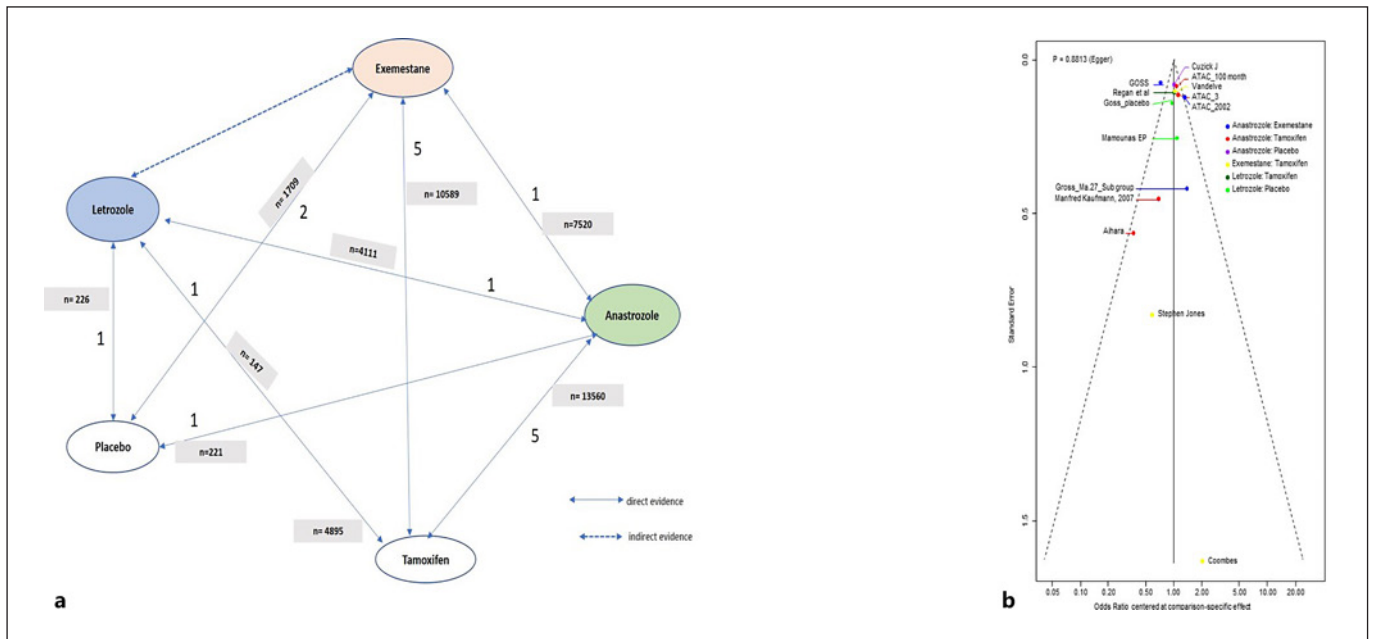 Exemestane
5
n= 1709
2
n= 10589
1
n=7520
Letrozole
n=4111
1
n= 226
1
1
n= 147
Anastrozole
n= 13560
5
1
n=221
Placebo
n= 4895
Tamoxifen
direct evidence
indirect evidence
a
P = 0.8813 (Egger)
Cuzick J
ATAC_100 month
Vandelve
ATAC_3
ATAC_2002
GOSS
Regan et al
Goss_placebo
Mamounas EP
Gross_Ma.27_Subgroup
Manfred Kaufmann, 2007
Aihara
Stephen Jones
Coombes
Anastrozole: Exemestane
Anastrozole: Tamoxifen
Anastrozole: Placebo
Exemestane: Tamoxifen
Letrozole: Tamoxifen
Letrozole: Placebo
Standard Error
0.0
0.5
1.0
1.5
0.05 0.10 0.20 0.50 1.00 2.00 5.00 10.00 20.00
Odds Ratio centered at comparison-specific effect
b